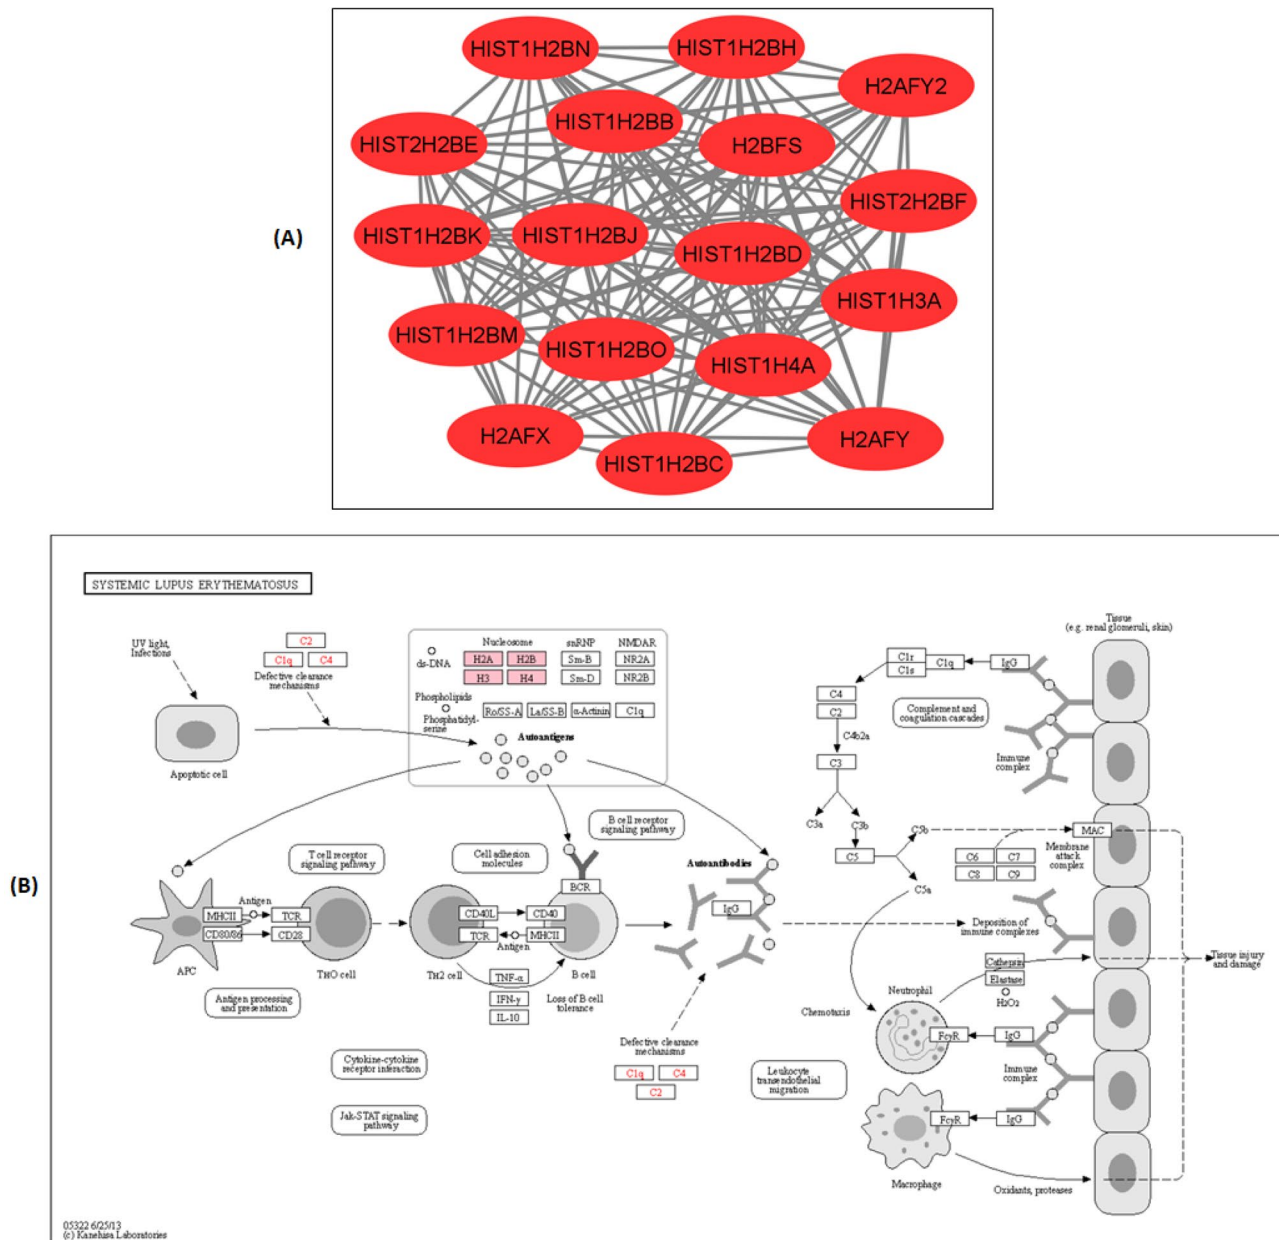 (A)
HIST1H2BN
HIST1H2BH
H2AFY2
HIST1H2BB
HIST2H2BE
H2BFS
HIST2H2BF
HIST1H2BK
HIST1H2BJ
HIST1H2BD
HIST1H3A
HIST1H2BM
HIST1H2BO
HIST1H4A
H2AFX
H2AFY
HIST1H2BC
(B)
SYSTEMIC LUPUS ERYTHEMATOSUS
UV light,
Infections
C2
C1q
C4
Defective clearance
mechanisms
Apoptotic cell
ds-DNA
Nucleosome
H2A
H2B
H3
H4
snRNP
Sm-B
Sm-D
NMDAR
NR2A
NR2B
Phospholipids
Phosphatidyl-
serine
Ro/SS-A
La/SS-B
α-Actinin
C1q
Autoantigens
Tissue
(e.g. renal glomeruli, skin)
C1r
C1s
C1q
IgG
C4
C2
Complement and
coagulation cascades
C4b2a
Immune
complex
C3
C3a
C3b
C5
C5b
C5a
MAC
Membrane
attack
complex
C6
C7
C8
C9
B cell receptor
signaling pathway
T cell receptor
signaling pathway
Cell adhesion
molecules
Autoantibodies
Antigen
MHCII
TCR
CD80/86
CD28
APC
TH0 cell
CD40L
CD40
TCR
MHCII
Antigen
TH2 cell
BCR
B cell
IgG
Deposition of
immune complexes
Tissue injury
and damage
Antigen processing
and presentation
TNF-α
IFN-γ
IL-10
Loss of B cell
tolerance
Cathepsin
Elastase
H2O2
Neutrophil
Chemotaxis
FcγR
IgG
Immune
complex
Defective clearance
mechanisms
C1q
C4
C2
Cytokine-cytokine
receptor interaction
Jak-STAT signaling
pathway
Leukocyte
transendothelial
migration
FcγR
IgG
Macrophage
Oxidants, proteases
05322 6/25/13
(c) Kanehisa Laboratories